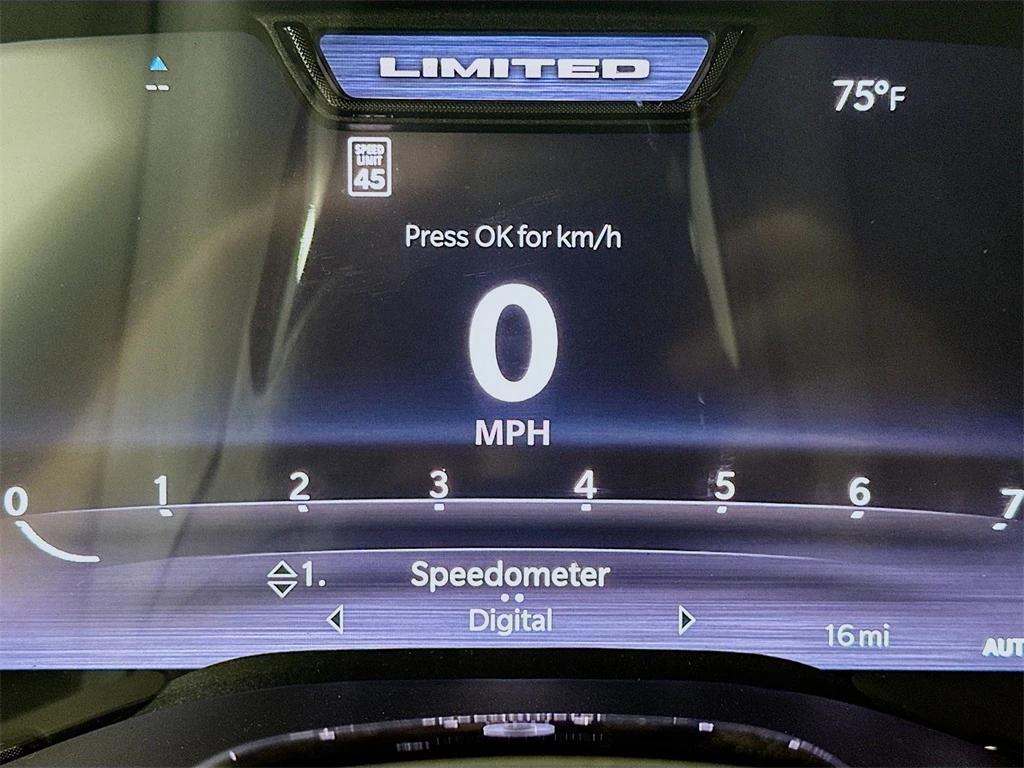 LIMITED
--
75°F
SPEED
LIMIT
45
Press OK for km/h
0
MPH
0 1 2 3 4 5 6 7
1. Speedometer
Digital
16 mi
AUT